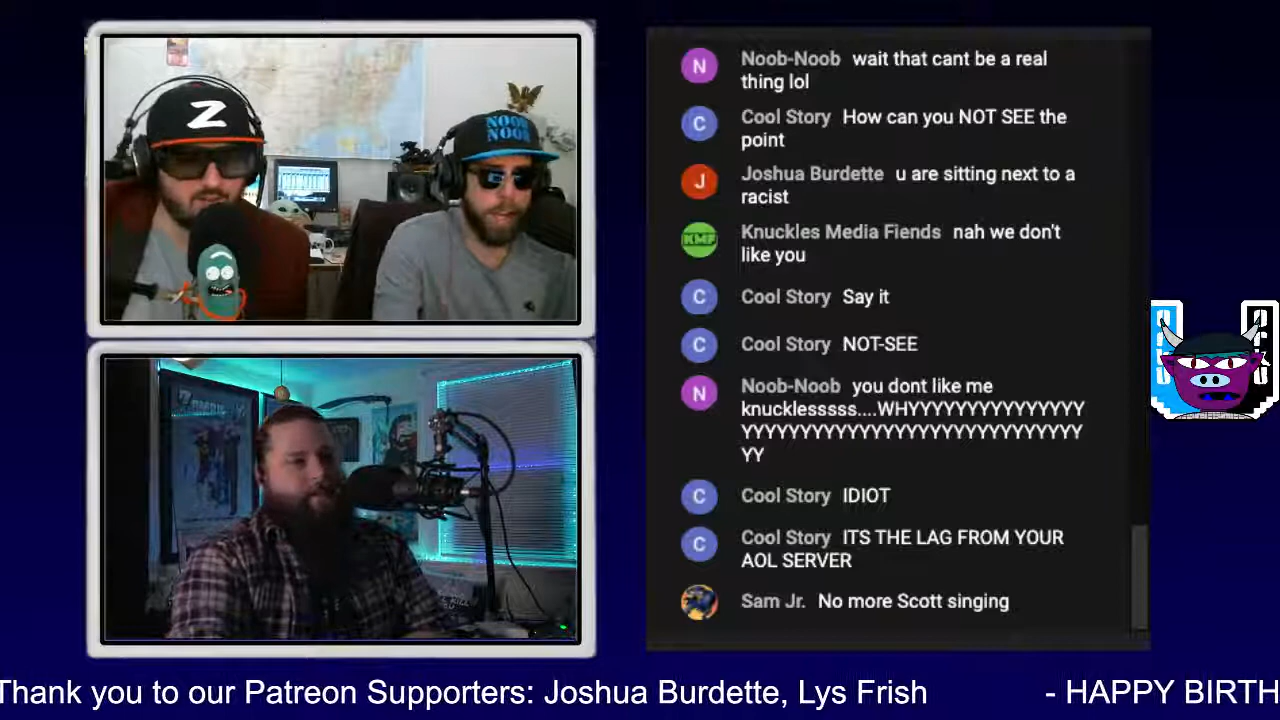 Z
NOOB
NOOB
Noob-Noob wait that cant be a real
thing lol
Cool Story How can you NOT SEE the
point
Joshua Burdette u are sitting next to a
racist
Knuckles Media Fiends nah we don't
like you
Cool Story Say it
Cool Story NOT-SEE
Noob-Noob you dont like me
knucklesssss....WHYYYYYYYYYYYYYYY
YYYYYYYYYYYYYYYYYYYYYYYYYYYYY
YY
Cool Story IDIOT
Cool Story ITS THE LAG FROM YOUR
AOL SERVER
Sam Jr. No more Scott singing
N
C
J
KMF
C
C
N
C
C
Thank you to our Patreon Supporters: Joshua Burdette, Lys Frish - HAPPY BIRTH